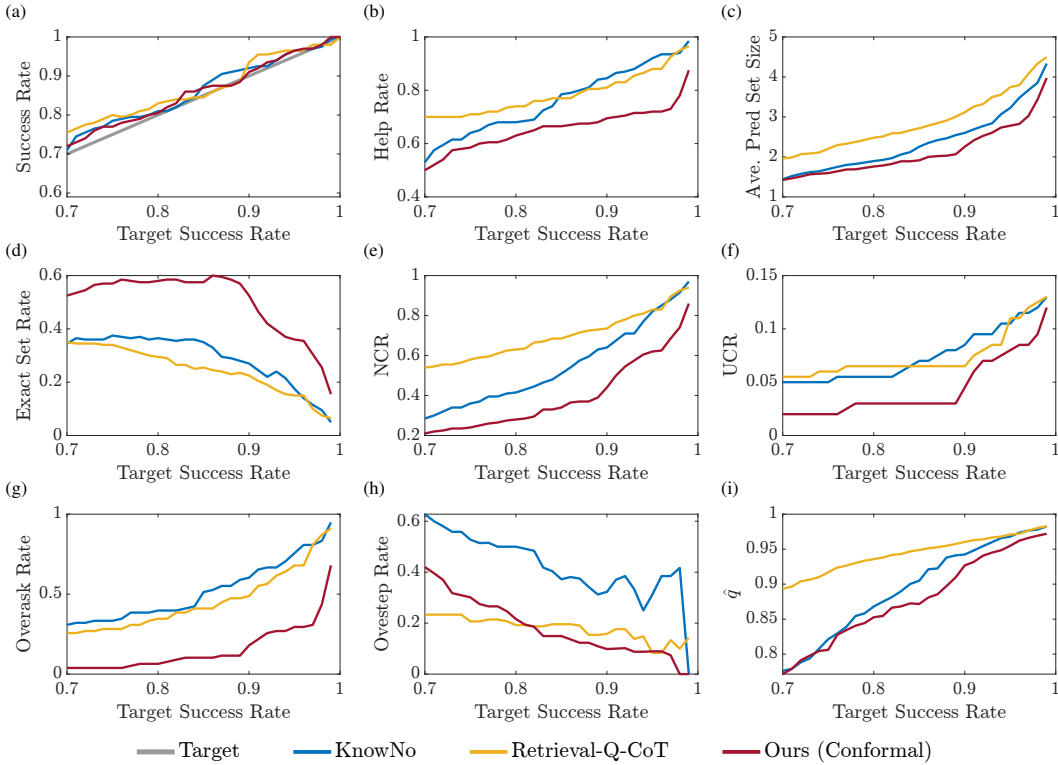 (a)
(b)
(c)
Success Rate
1
0.9
0.8
0.7
0.6
0.7 0.8 0.9 1
Target Success Rate
Help Rate
1
0.8
0.6
0.4
0.7 0.8 0.9 1
Target Success Rate
Ave. Pred Set Size
5
4
3
2
1
0.7 0.8 0.9 1
Target Success Rate
(d)
(e)
(f)
Exact Set Rate
0.6
0.4
0.2
0
0.7 0.8 0.9 1
Target Success Rate
NCR
1
0.8
0.6
0.4
0.2
0.7 0.8 0.9 1
Target Success Rate
UCR
0.15
0.1
0.05
0
0.7 0.8 0.9 1
Target Success Rate
(g)
(h)
(i)
Overask Rate
1
0.5
0
0.7 0.8 0.9 1
Target Success Rate
Ovestep Rate
0.6
0.4
0.2
0
0.7 0.8 0.9 1
Target Success Rate
q̂
1
0.95
0.9
0.85
0.8
0.7 0.8 0.9 1
Target Success Rate
Target KnowNo Retrieval-Q-CoT Ours (Conformal)